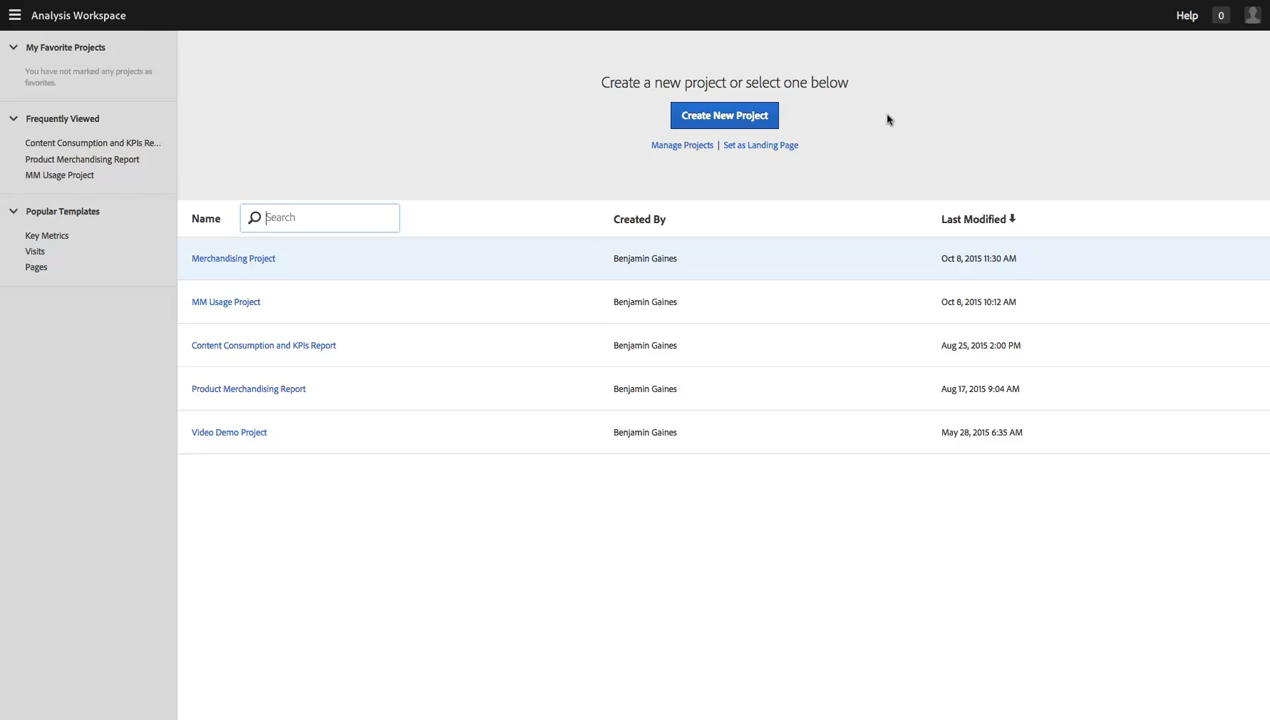 Analysis Workspace
Help
0
My Favorite Projects
You have not marked any projects as
favorites.
Frequently Viewed
Content Consumption and KPIs Re...
Product Merchandising Report
MM Usage Project
Popular Templates
Key Metrics
Visits
Pages
Create a new project or select one below
Create New Project
Manage Projects | Set as Landing Page
Name Search Created By Last Modified
Merchandising Project Benjamin Gaines Oct 8, 2015 11:30 AM
MM Usage Project Benjamin Gaines Oct 8, 2015 10:12 AM
Content Consumption and KPIs Report Benjamin Gaines Aug 25, 2015 2:00 PM
Product Merchandising Report Benjamin Gaines Aug 17, 2015 9:04 AM
Video Demo Project Benjamin Gaines May 28, 2015 6:35 AM